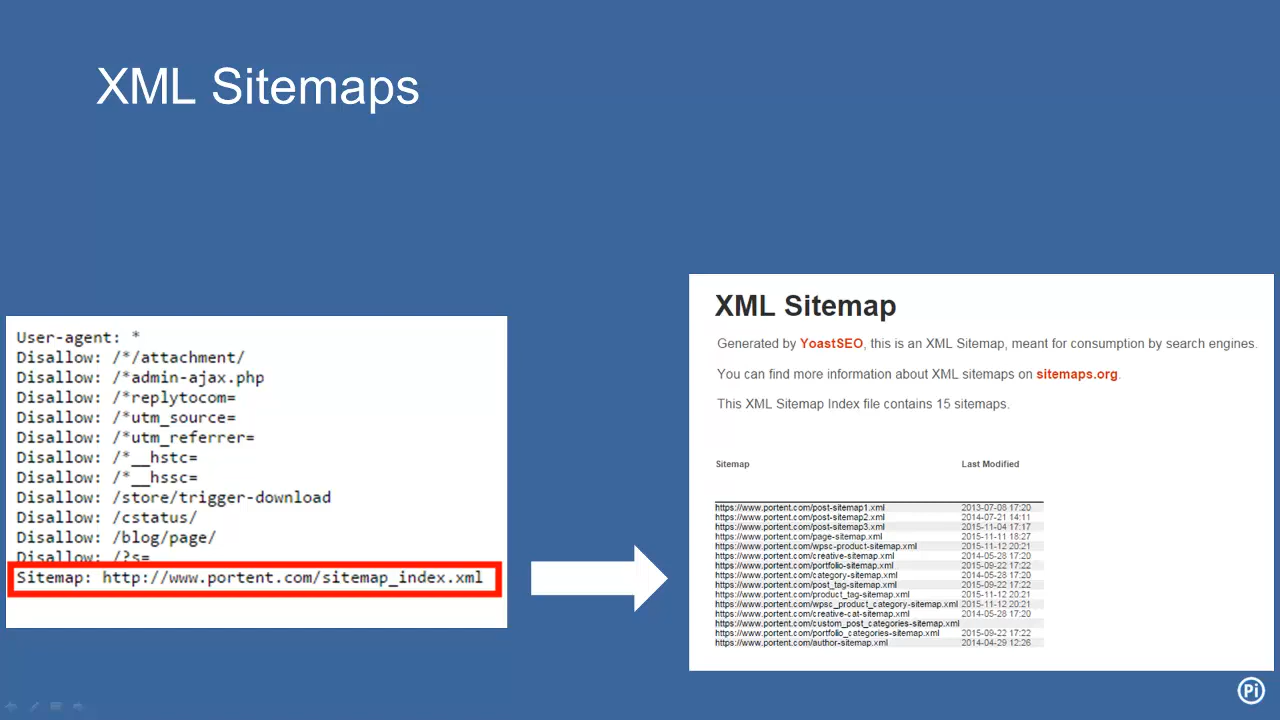 XML Sitemaps
User-agent: *
Disallow: /*/attachment/
Disallow: /*admin-ajax.php
Disallow: /*replytocom=
Disallow: /*utm_source=
Disallow: /*utm_referrer=
Disallow: /*__hstc=
Disallow: /*__hssc=
Disallow: /store/trigger-download
Disallow: /cstatus/
Disallow: /blog/page/
Disallow: /?s=
Sitemap: http://www.portent.com/sitemap_index.xml
XML Sitemap
Generated by YoastSEO, this is an XML Sitemap, meant for consumption by search engines.
You can find more information about XML sitemaps on sitemaps.org.
This XML Sitemap Index file contains 15 sitemaps.
Sitemap Last Modified
https://www.portent.com/post-sitemap1.xml 2013-07-08 17:20
https://www.portent.com/post-sitemap2.xml 2014-07-21 14:11
https://www.portent.com/post-sitemap3.xml 2015-11-04 17:17
https://www.portent.com/page-sitemap.xml 2015-11-11 18:27
https://www.portent.com/wpsc-product-sitemap.xml 2015-11-12 20:21
https://www.portent.com/creative-sitemap.xml 2014-05-28 17:20
https://www.portent.com/portfolio-sitemap.xml 2015-09-22 17:22
https://www.portent.com/category-sitemap.xml 2014-05-28 17:20
https://www.portent.com/post_tag-sitemap.xml 2015-09-22 17:22
https://www.portent.com/product_tag-sitemap.xml 2015-11-12 20:21
https://www.portent.com/wpsc_product_category-sitemap.xml 2015-11-12 20:21
https://www.portent.com/creative-cat-sitemap.xml 2014-05-28 17:20
https://www.portent.com/custom_post_categories-sitemap.xml
https://www.portent.com/portfolio_categories-sitemap.xml 2015-09-22 17:22
https://www.portent.com/author-sitemap.xml 2014-04-29 12:26
Pi